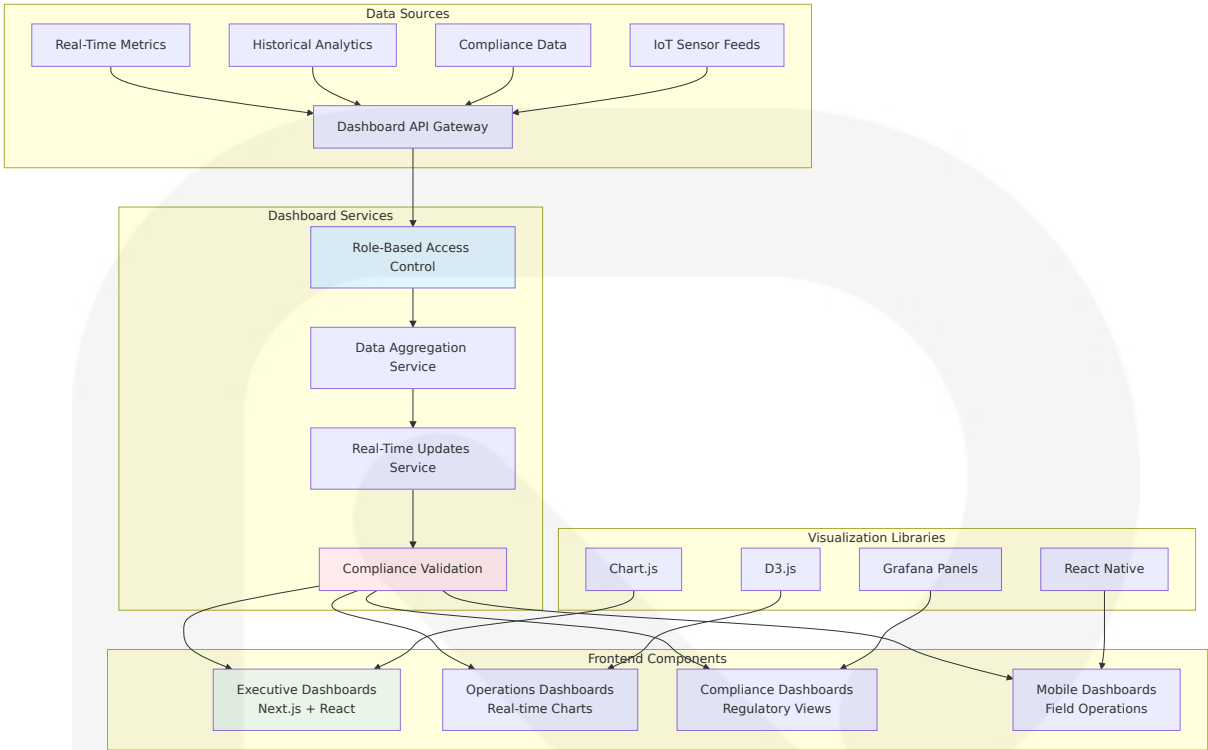 Data Sources
Real-Time Metrics
Historical Analytics
Compliance Data
IoT Sensor Feeds
Dashboard API Gateway
Dashboard Services
Role-Based Access
Control
Data Aggregation
Service
Real-Time Updates
Service
Compliance Validation
Visualization Libraries
Chart.js
D3.js
Grafana Panels
React Native
Frontend Components
Executive Dashboards
Next.js + React
Operations Dashboards
Real-time Charts
Compliance Dashboards
Regulatory Views
Mobile Dashboards
Field Operations